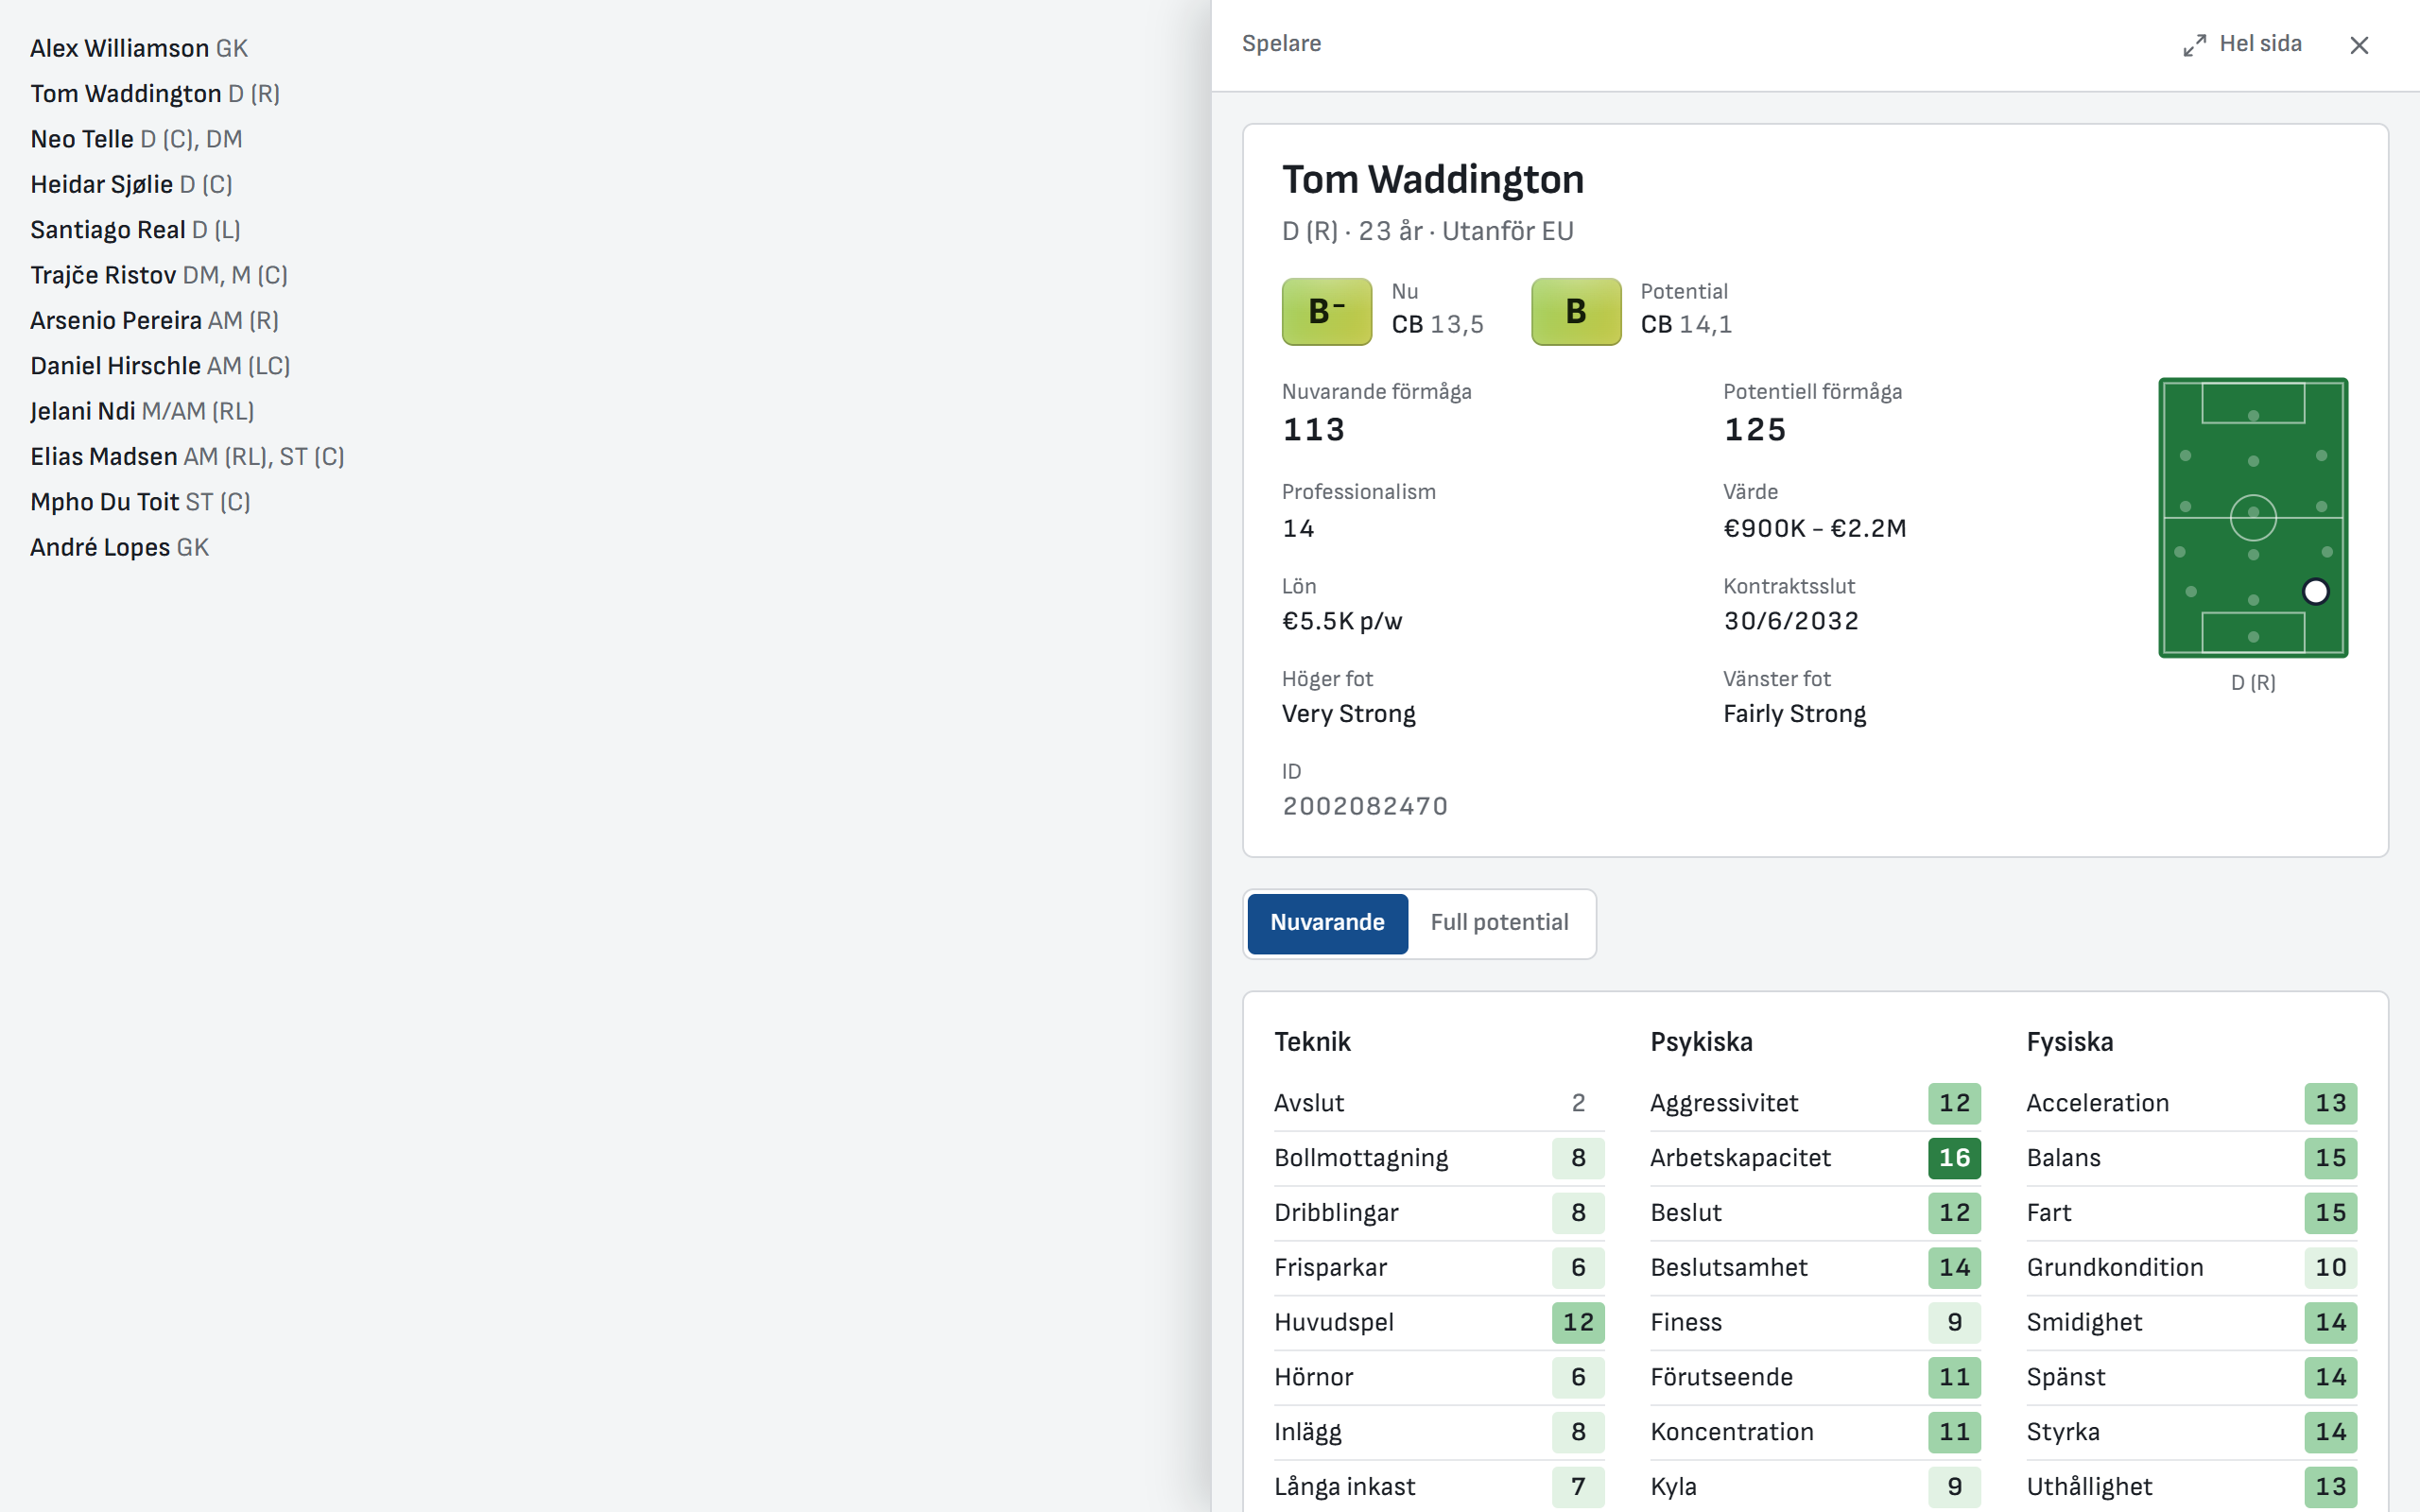 Alex Williamson GK
Tom Waddington D (R)
Neo Telle D (C), DM
Heidar Sjølie D (C)
Santiago Real D (L)
Trajče Ristov DM, M (C)
Arsenio Pereira AM (R)
Daniel Hirschle AM (LC)
Jelani Ndi M/AM (RL)
Elias Madsen AM (RL), ST (C)
Mpho Du Toit ST (C)
André Lopes GK
Spelare
Hel sida
Tom Waddington
D (R) · 23 år · Utanför EU
B-
Nu
CB 13,5
B
Potential
CB 14,1
Nuvarande förmåga
113
Potentiell förmåga
125
Professionalism
14
Värde
€900K - €2.2M
Lön
€5.5K p/w
Kontraktsslut
30/6/2032
Höger fot
Very Strong
Vänster fot
Fairly Strong
ID
2002082470
D (R)
Nuvarande
Full potential
Teknik
Avslut 2
Bollmottagning 8
Dribblingar 8
Frisparkar 6
Huvudspel 12
Hörnor 6
Inlägg 8
Långa inkast 7
Psykiska
Aggressivitet 12
Arbetskapacitet 16
Beslut 12
Beslutsamhet 14
Finess 9
Förutseende 11
Koncentration 11
Kyla 9
Fysiska
Acceleration 13
Balans 15
Fart 15
Grundkondition 10
Smidighet 14
Spänst 14
Styrka 14
Uthållighet 13